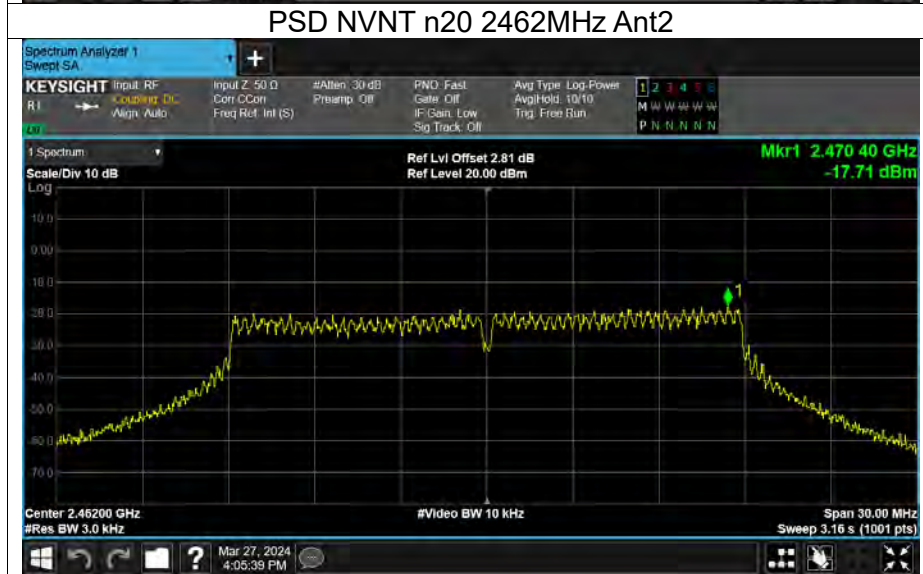 PSD NVNT n20 2462MHz Ant2
Spectrum Analyzer 1
Swept SA
+
KEYSIGHT Input: RF
Coupling: DC
Align: Auto
Input Z: 50 Ω
Corr CCorr
Freq Ref: Int (S)
#Atten: 30 dB
Preamp: Off
PNO: Fast
Gate: Off
IF Gain: Low
Sig Track: Off
Avg Type: Log-Power
Avg|Hold: 10/10
Trig: Free Run
1 2 3 4 5 6
M W W W W W
P N N N N N
1 Spectrum
Scale/Div 10 dB
Log
Ref Lvl Offset 2.81 dB
Ref Level 20.00 dBm
Mkr1 2.470 40 GHz
-17.71 dBm
10.0
0.00
-10.0
-20.0
-30.0
-40.0
-50.0
-60.0
-70.0
1
Center 2.46200 GHz
#Res BW 3.0 kHz
#Video BW 10 kHz
Span 30.00 MHz
Sweep 3.16 s (1001 pts)
?
Mar 27, 2024
4:05:39 PM